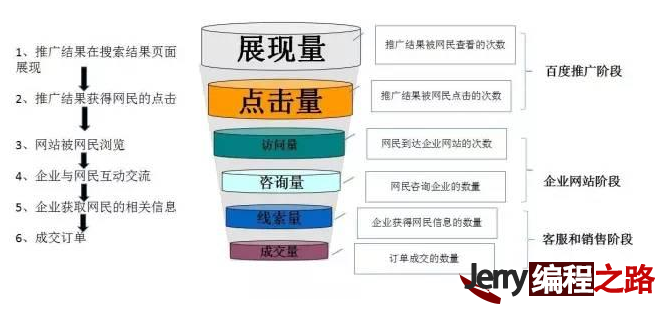 1、推广结果在搜索结果页面
展现
2、推广结果获得网民的点击
3、网站被网民浏览
4、企业与网民互动交流
5、企业获取网民的相关信息
6、成交订单
展现量
点击量
访问量
咨询量
线索量
成交量
推广结果被网民查看的次数
推广结果被网民点击的次数
网民到达企业网站的次数
网民咨询企业的数量
企业获得网民信息的数量
订单成交的数量
百度推广阶段
企业网站阶段
客服和销售阶段
Jerry编程之路